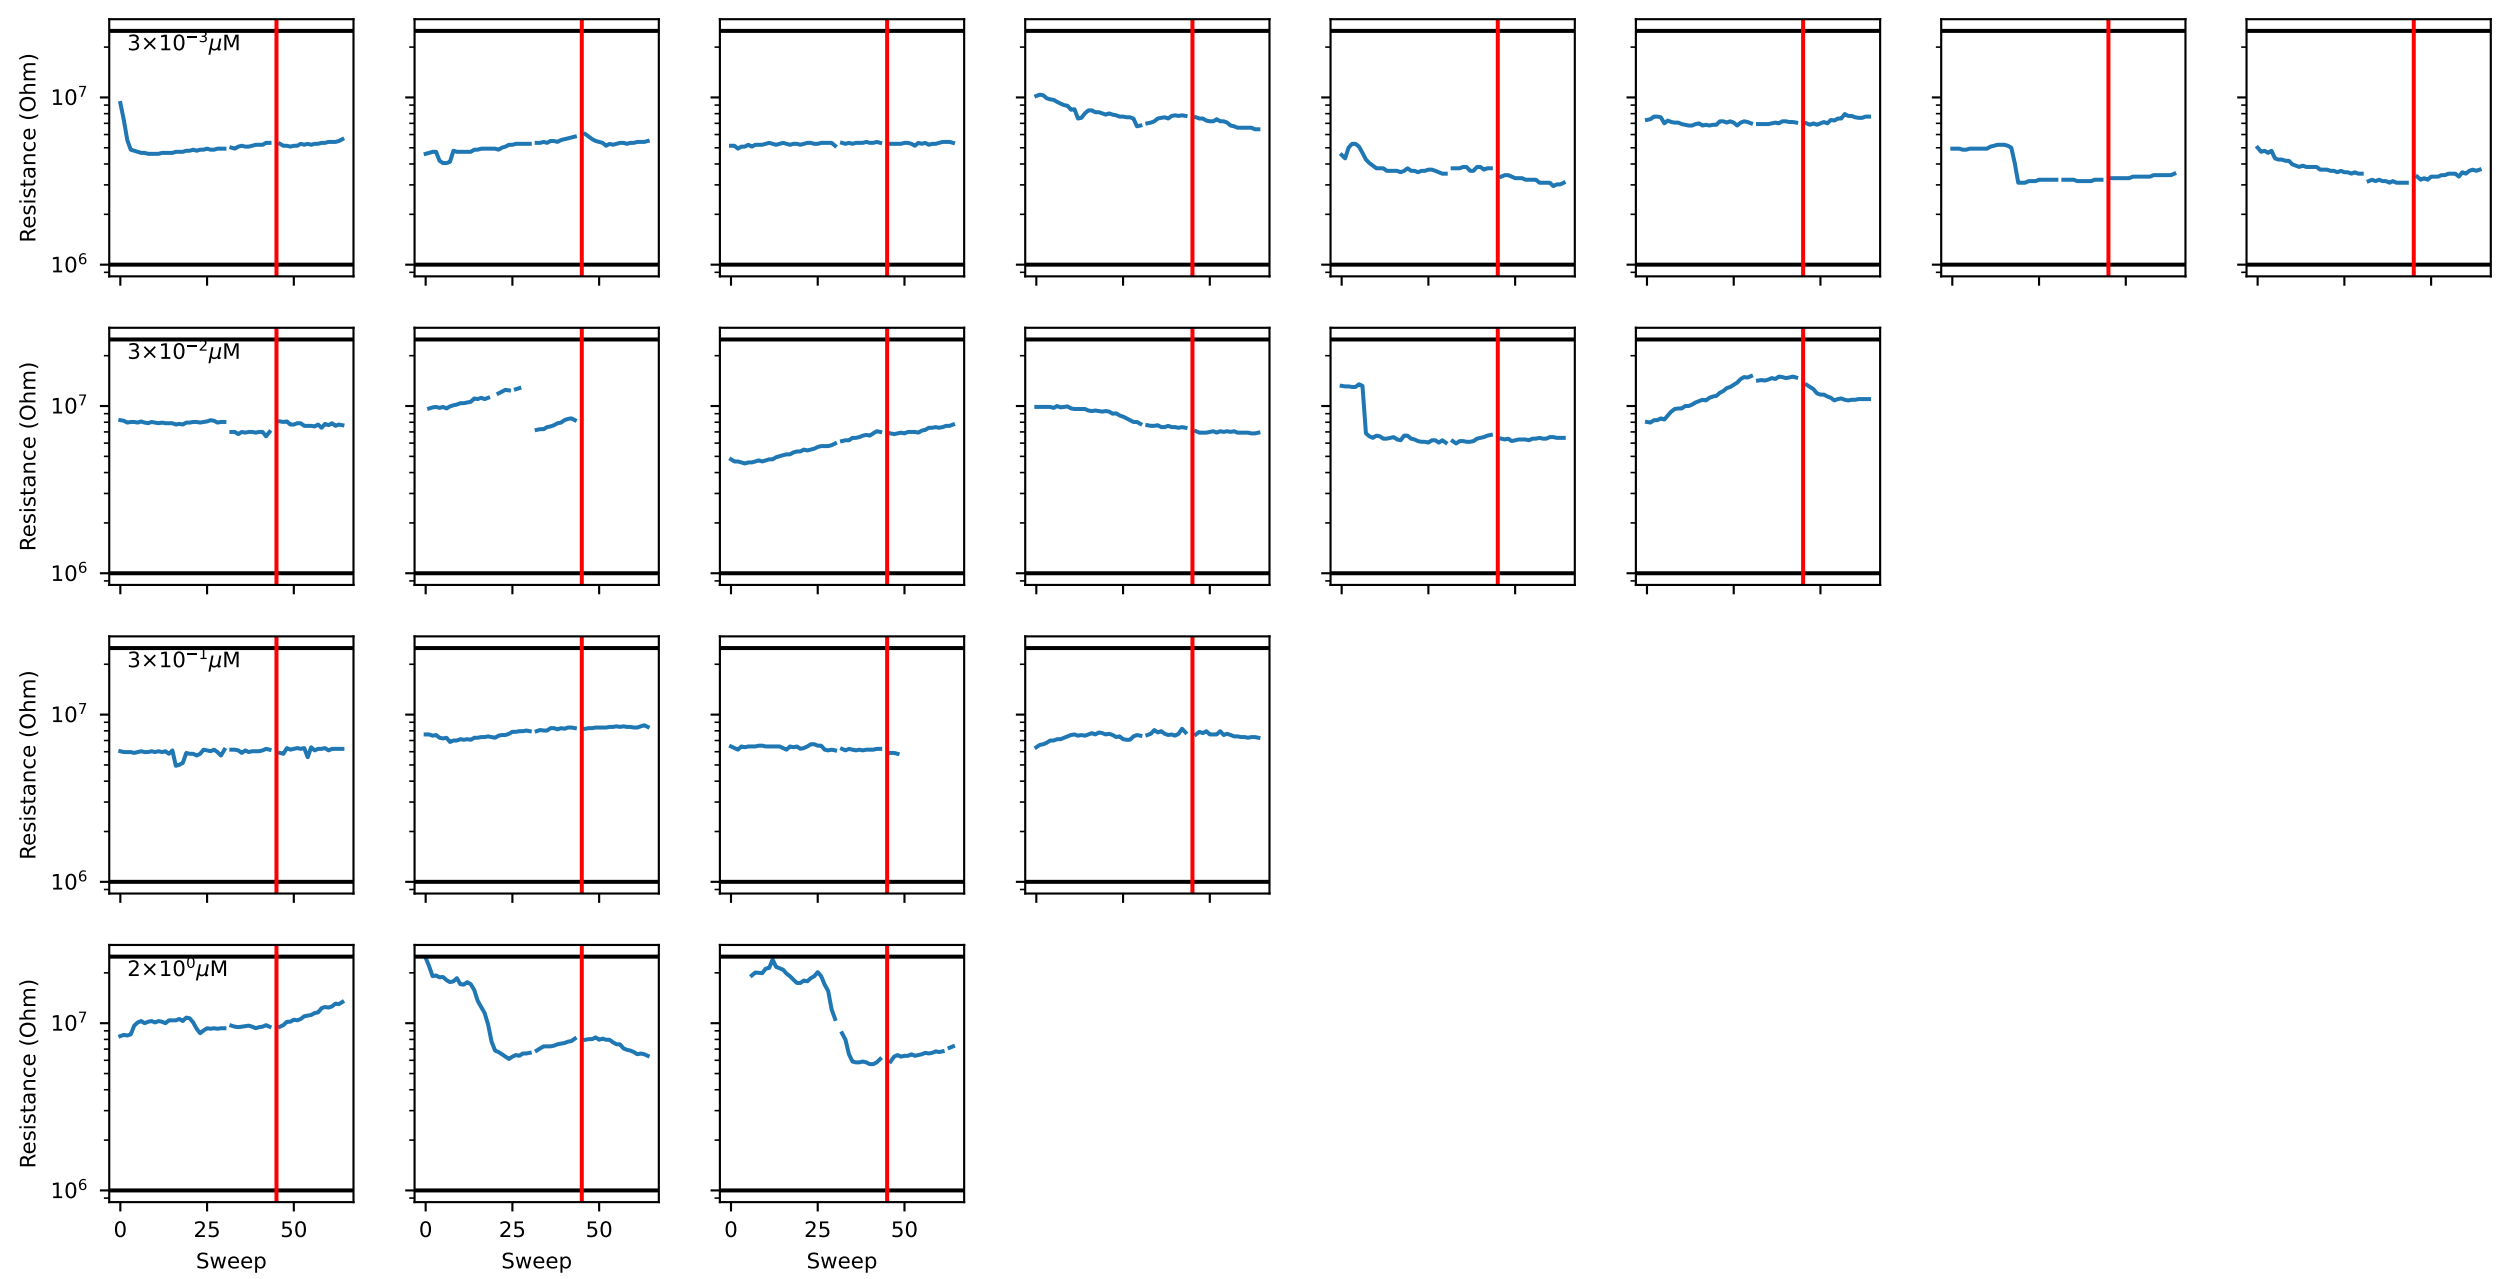 3×10⁻³μM
Resistance (Ohm)
10⁷
10⁶
3×10⁻²μM
Resistance (Ohm)
10⁷
10⁶
3×10⁻¹μM
Resistance (Ohm)
10⁷
10⁶
2×10⁰μM
Resistance (Ohm)
10⁷
10⁶
0 25 50 0 25 50 0 25 50
Sweep Sweep Sweep